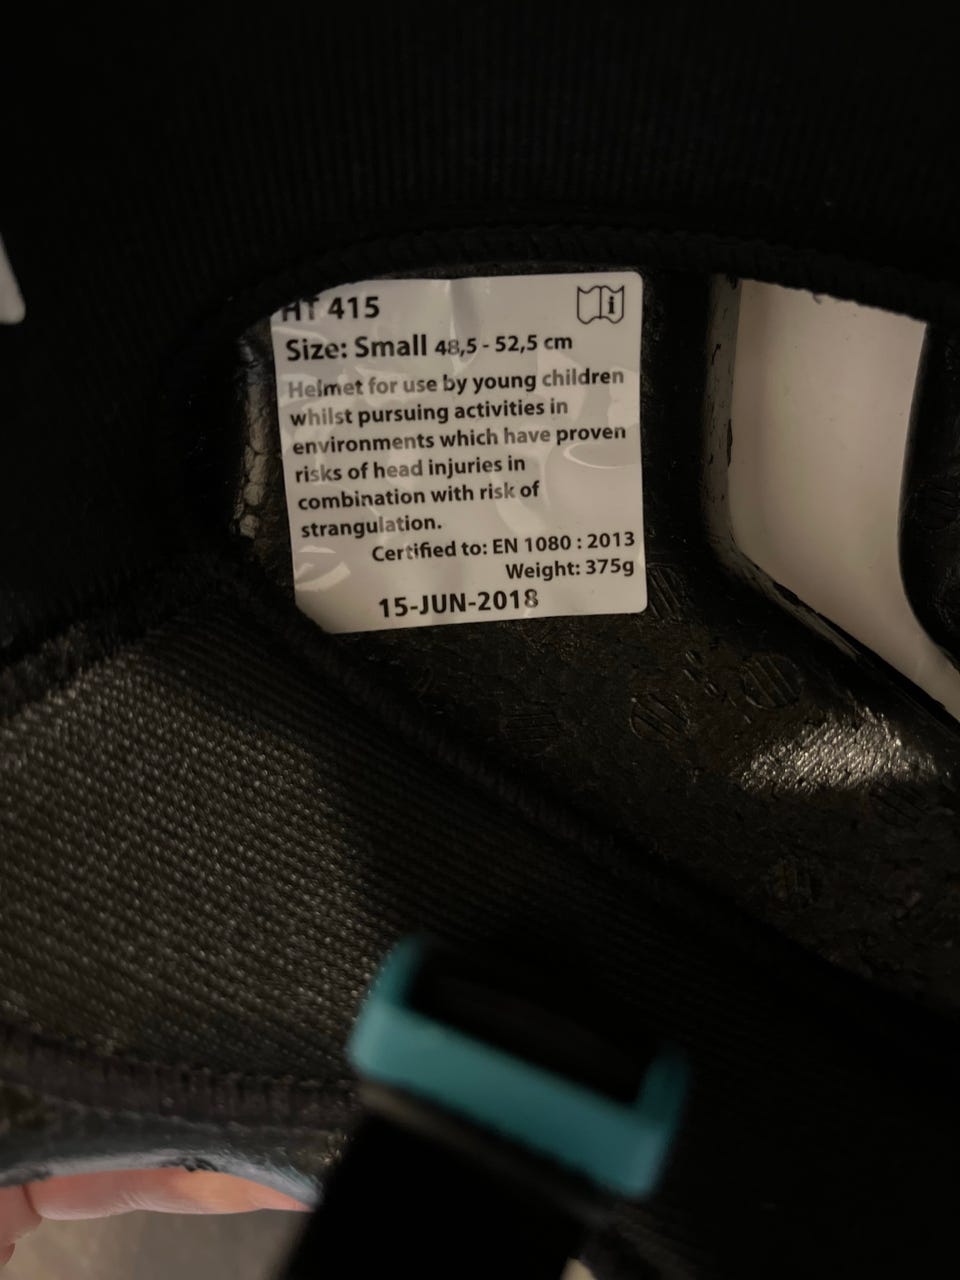 HT 415
Size: Small 48,5 - 52,5 cm
Helmet for use by young children
whilst pursuing activities in
environments which have proven
risks of head injuries in
combination with risk of
strangulation.
Certified to: EN 1080 : 2013
Weight: 375g
15-JUN-2018